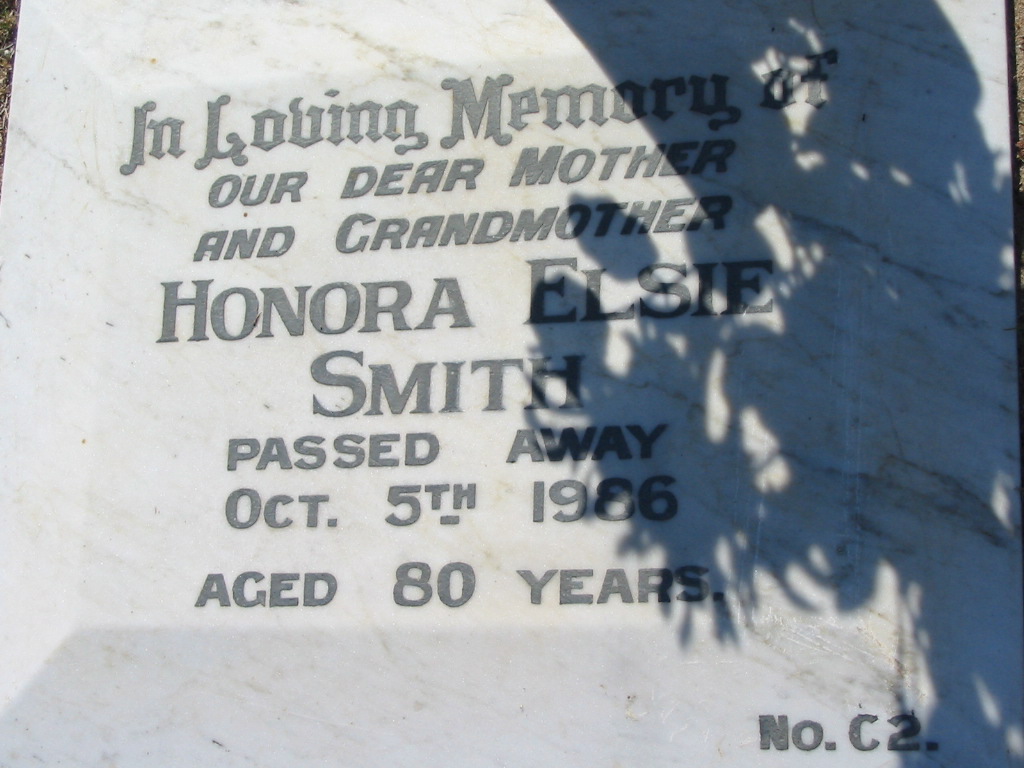 In Loving Memory of
OUR DEAR MOTHER
AND GRANDMOTHER
HONORA ELSIE
SMITH
PASSED AWAY
OCT. 5TH 1986
AGED 80 YEARS.
No. C2.